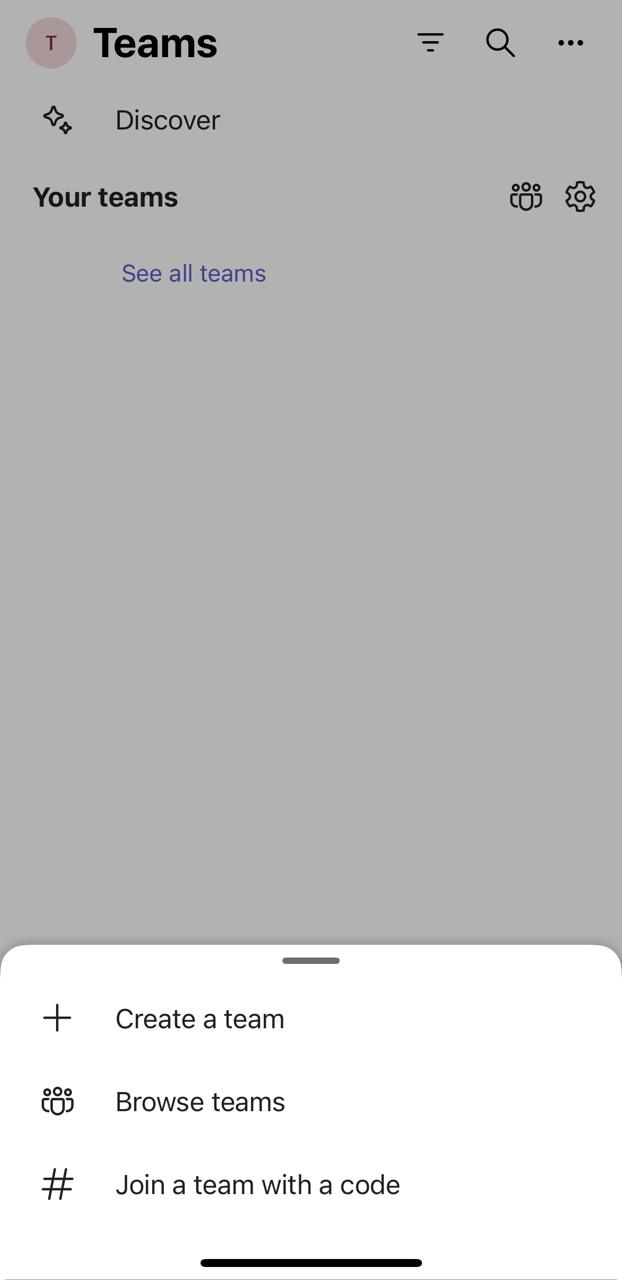 T
Teams
Discover
Your teams
See all teams
Create a team
Browse teams
Join a team with a code